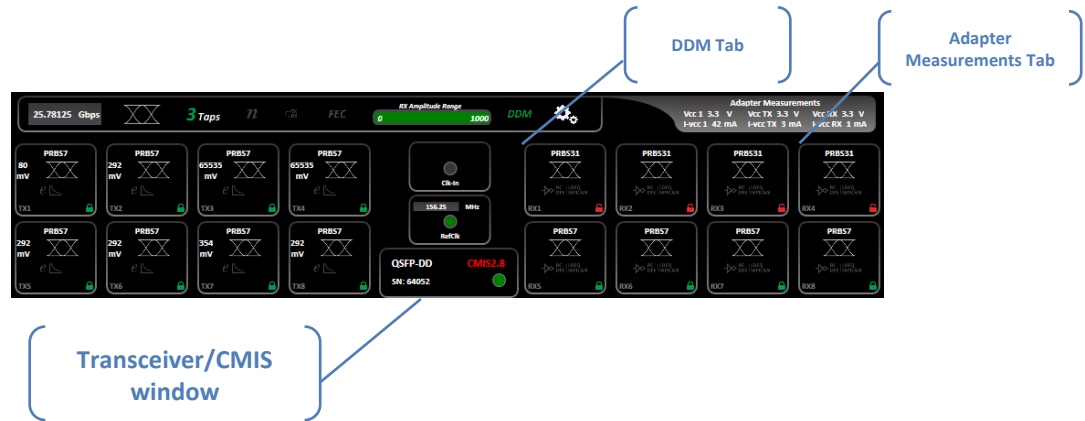 DDM Tab
Adapter
Measurements Tab
25.78125 Gbps
3 Taps
n
FEC
RX Amplitude Range
0 1000
DDM
Adapter Measurements
Vcc 1 3.3 V Vcc TX 3.3 V Vcc RX 3.3 V
I-vcc 1 42 mA I-vcc TX 3 mA I-vcc RX 1 mA
PRBS7
80
mV
e
TX1
PRBS7
292
mV
e
TX2
PRBS7
65535
mV
e
TX3
PRBS7
65535
mV
e
TX4
Clk-In
156.25 MHz
RefClk
PRBS31
RX1
PRBS31
RX2
PRBS31
RX3
PRBS31
RX4
PRBS7
292
mV
e
TX5
PRBS7
292
mV
e
TX6
PRBS7
354
mV
e
TX7
PRBS7
292
mV
e
TX8
QSFP-DD CMIS2.8
SN: 64052
PRBS7
RX5
PRBS7
RX6
PRBS7
RX7
PRBS7
RX8
Transceiver/CMIS
window